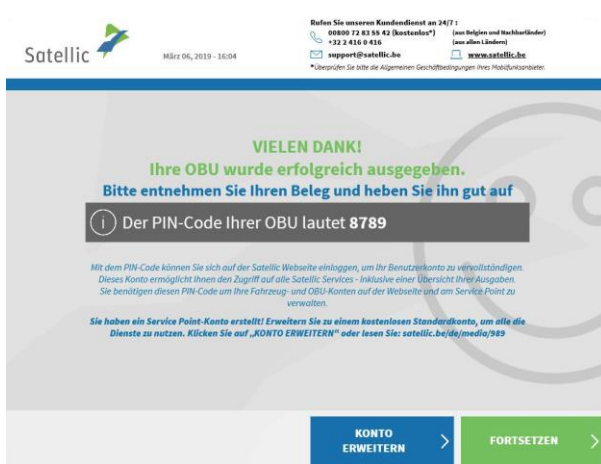 Satellic
März 06, 2019 - 16:04
Rufen Sie unseren Kundendienst an 24/7 :
00800 72 83 55 42 (kostenlos*) (aus Belgien und Nachbarländer)
+32 2 416 0 416 (aus allen Ländern)
support@satellic.be www.satellic.be
*Überprüfen Sie bitte die Allgemeinen Geschäftbedingungen Ihres Mobilfunkanbieter.
VIELEN DANK!
Ihre OBU wurde erfolgreich ausgegeben.
Bitte entnehmen Sie Ihren Beleg und heben Sie ihn gut auf
i Der PIN-Code Ihrer OBU lautet 8789
Mit dem PIN-Code können Sie sich auf der Satellic Webseite einloggen, um Ihr Benutzerkonto zu vervollständigen.
Dieses Konto ermöglicht Ihnen den Zugriff auf alle Satellic Services - Inklusive einer Übersicht Ihrer Ausgaben.
Sie benötigen diesen PIN-Code um Ihre Fahrzeug- und OBU-Konten auf der Webseite und am Service Point zu
verwalten.
Sie haben ein Service Point-Konto erstellt! Erweitern Sie zu einem kostenlosen Standardkonto, um alle die
Dienste zu nutzen. Klicken Sie auf „KONTO ERWEITERN“ oder lesen Sie: satellic.be/de/media/989
KONTO
ERWEITERN
FORTSETZEN